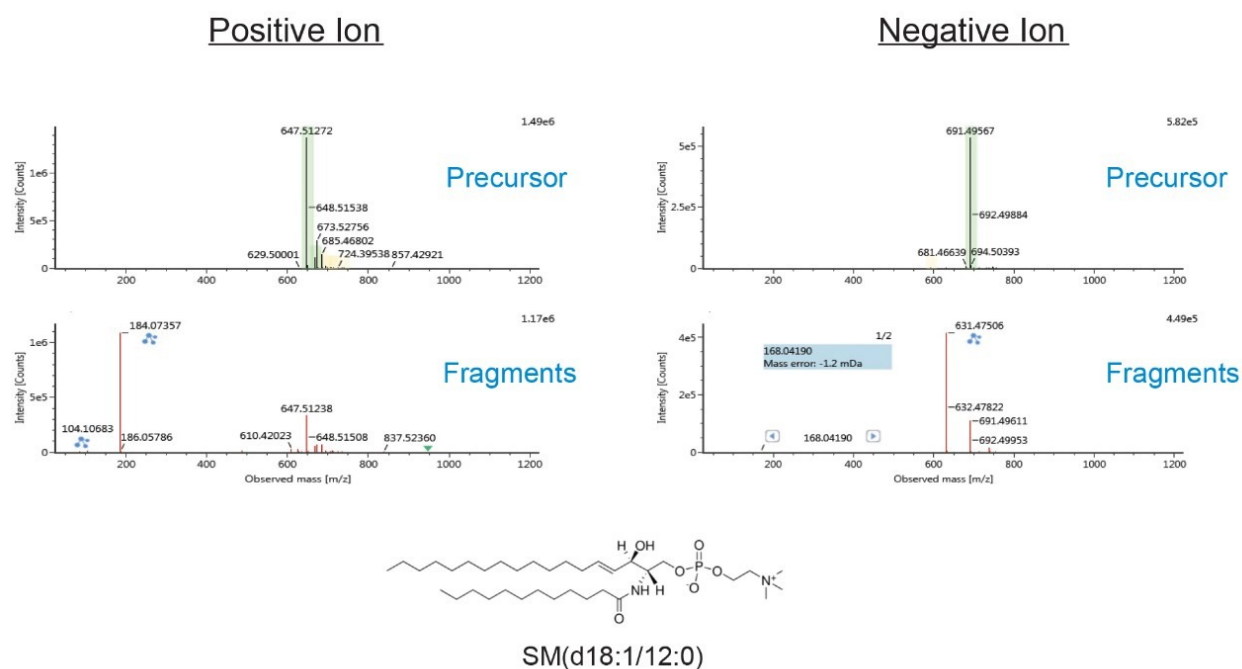 Positive Ion
Negative Ion
1.49e6
Intensity [Counts]
1e6
5e5
0
647.51272
648.51538
673.52756
685.46802
629.50001
724.39538
857.42921
Precursor
200 400 600 800 1000 1200
5.82e5
Intensity [Counts]
5e5
2.5e5
0
691.49567
692.49884
681.46639
694.50393
Precursor
200 400 600 800 1000 1200
1.17e6
Intensity [Counts]
1e6
5e5
0
184.07357
104.10683
186.05786
647.51238
610.42023
648.51508
837.52360
Fragments
200 400 600 800 1000 1200
Observed mass [m/z]
4.49e5
Intensity [Counts]
4e5
2e5
0
1/2
168.04190
Mass error: -1.2 mDa
168.04190
631.47506
632.47822
691.49611
692.49953
Fragments
200 400 600 800 1000 1200
Observed mass [m/z]
H OH O
O P O
-O N+
NH H
O
SM(d18:1/12:0)